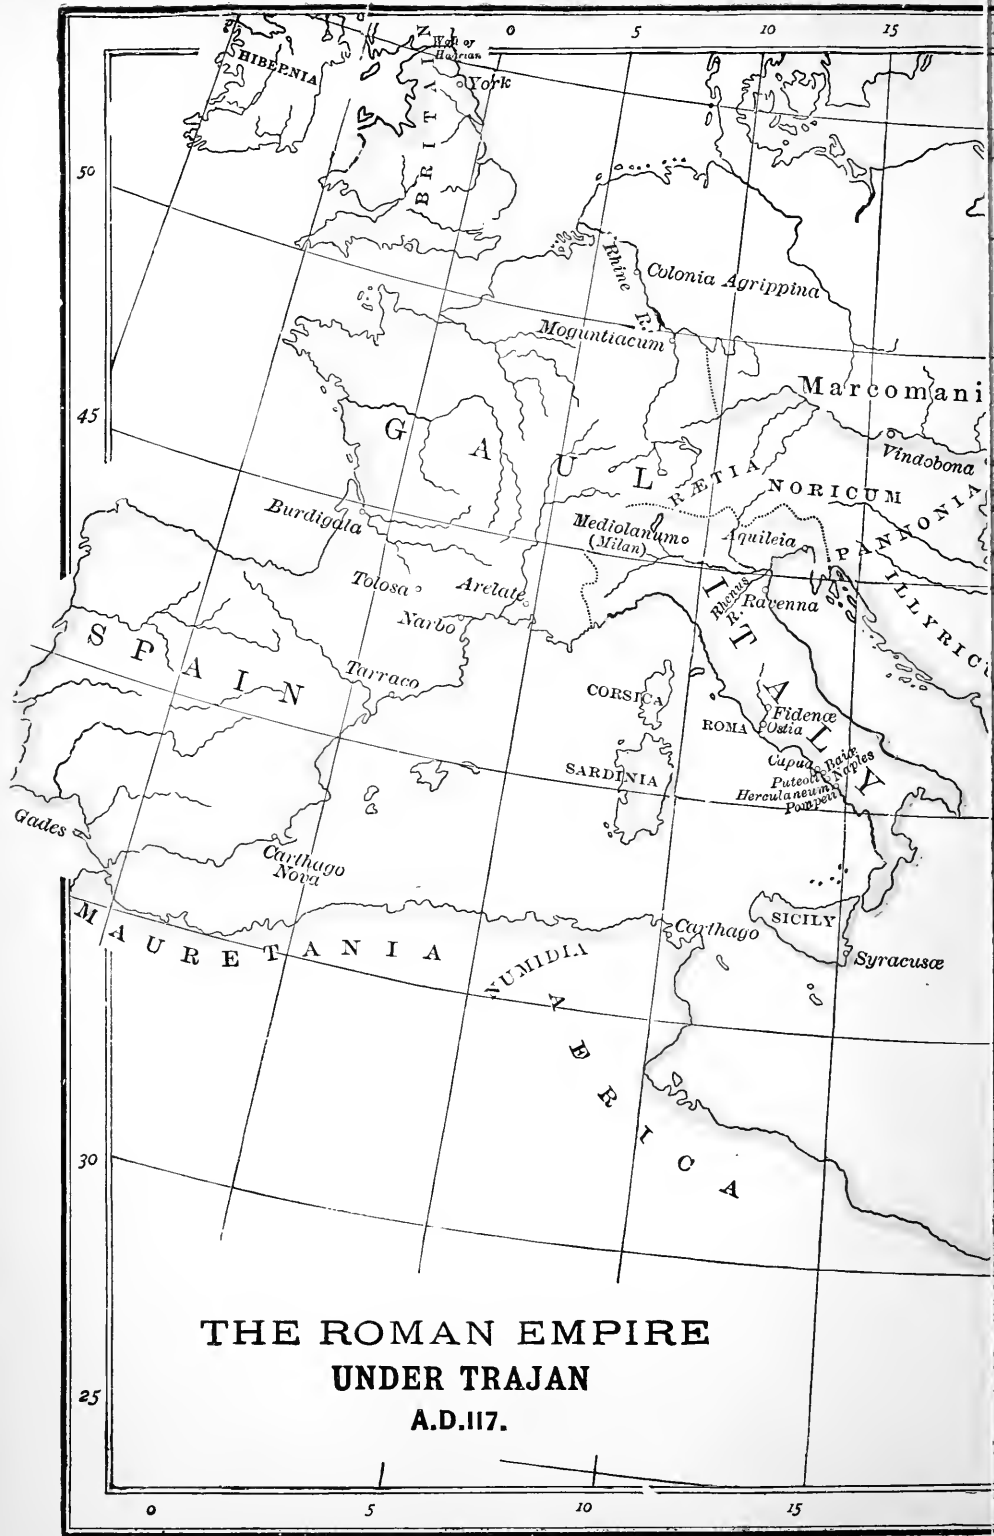 0 5 10 15
HIBERNIA
Wall of
Hadrian
York
BRITAIN
50
Rhine R.
Colonia Agrippina
Moguntiacum
Marcomani
45
GAUL
Vindobona
RÆTIA
NORICUM
PANNONIA
Burdigala
Mediolanum
(Milan)
Aquileia
ILLYRICU
Tolosa
Arelate
Rhenus R.
Ravenna
Narbo
SPAIN
ITALY
Tarraco
CORSICA
Fidenæ
ROMA
Ostia
SARDINIA
Capua
Baiæ
Puteoli
Naples
Herculaneum
Pompeii
Gades
Carthago
Nova
MAURETANIA
NUMIDIA
Carthago
SICILY
Syracusæ
AFRICA
30
THE ROMAN EMPIRE
UNDER TRAJAN
A.D.117.
25
0 5 10 15